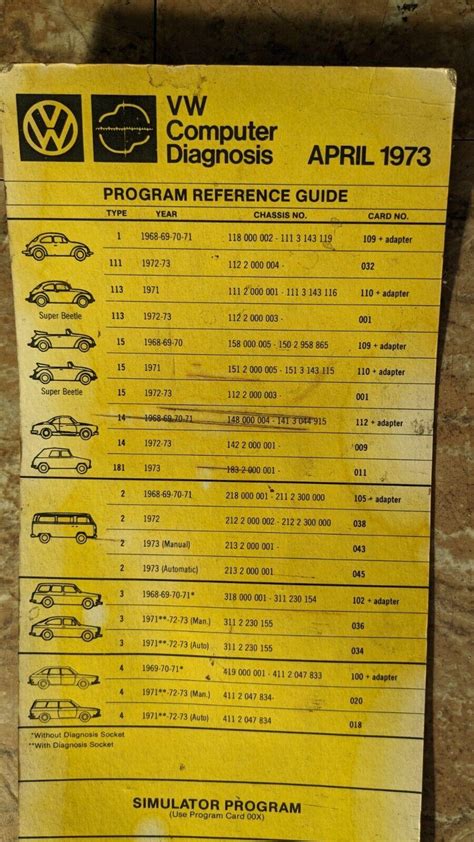 VW
Computer
Diagnosis APRIL 1973
PROGRAM REFERENCE GUIDE
TYPE YEAR CHASSIS NO. CARD NO.
1 1968-69-70-71 118 000 002 - 111 3 143 119 109 + adapter
111 1972-73 112 2 000 004 - 032
113 1971 111 2 000 001 - 111 3 143 116 110 + adapter
Super Beetle 113 1972-73 112 2 000 003 - 001
15 1968-69-70 158 000 005 - 150 2 958 865 109 + adapter
15 1971 151 2 000 005 - 151 3 143 115 110 + adapter
Super Beetle 15 1972-73 112 2 000 003 - 001
14 1968-69-70-71 148 000 004 - 141 3 044 915 112 + adapter
14 1972-73 142 2 000 001 - 009
181 1973 183 2 000 001 - 011
2 1968-69-70-71 218 000 001 - 211 2 300 000 105 + adapter
2 1972 212 2 000 002 - 212 2 300 000 038
2 1973 (Manual) 213 2 000 001 - 043
2 1973 (Automatic) 213 2 000 001 - 045
3 1968-69-70-71* 318 000 001 - 311 230 154 102 + adapter
3 1971**-72-73 (Man.) 311 2 230 155 036
3 1971**-72-73 (Auto) 311 2 230 155 034
4 1969-70-71* 419 000 001 - 411 2 047 833 100 + adapter
4 1971**-72-73 (Man.) 411 2 047 834- 020
4 1971**-72-73 (Auto) 411 2 047 834 - 018
*Without Diagnosis Socket
**With Diagnosis Socket
SIMULATOR PROGRAM
(Use Program Card 00X)